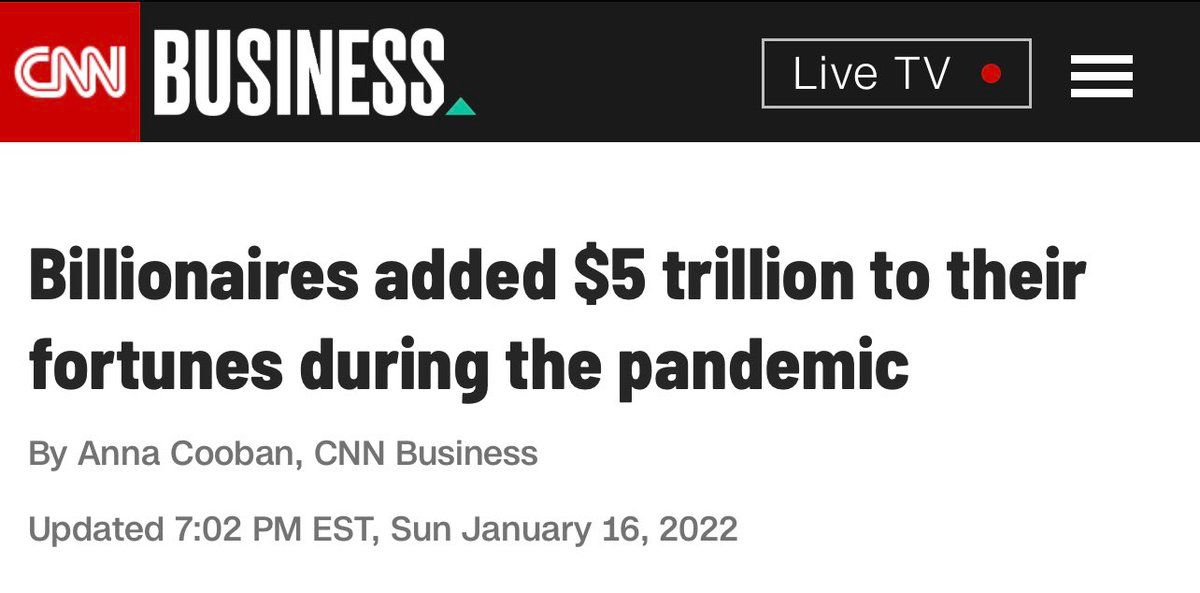 CNN BUSINESS
Live TV
Billionaires added $5 trillion to their
fortunes during the pandemic
By Anna Cooban, CNN Business
Updated 7:02 PM EST, Sun January 16, 2022